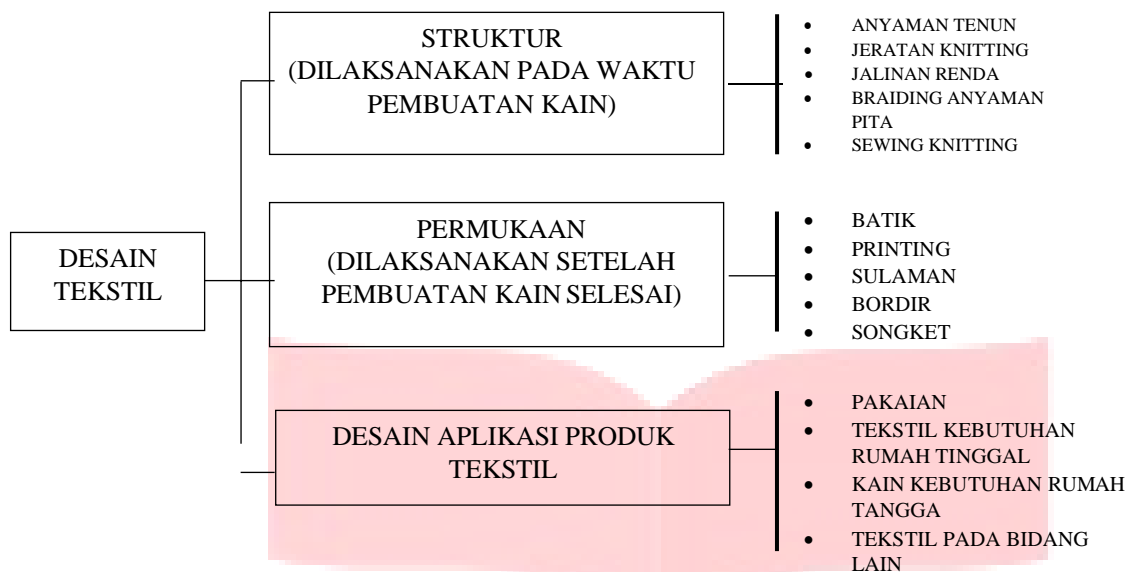 DESAIN
TEKSTIL
STRUKTUR
(DILAKSANAKAN PADA WAKTU
PEMBUATAN KAIN)
• ANYAMAN TENUN
• JERATAN KNITTING
• JALINAN RENDA
• BRAIDING ANYAMAN
PITA
• SEWING KNITTING
PERMUKAAN
(DILAKSANAKAN SETELAH
PEMBUATAN KAIN SELESAI)
• BATIK
• PRINTING
• SULAMAN
• BORDIR
• SONGKET
DESAIN APLIKASI PRODUK
TEKSTIL
• PAKAIAN
• TEKSTIL KEBUTUHAN
RUMAH TINGGAL
• KAIN KEBUTUHAN RUMAH
TANGGA
• TEKSTIL PADA BIDANG
LAIN